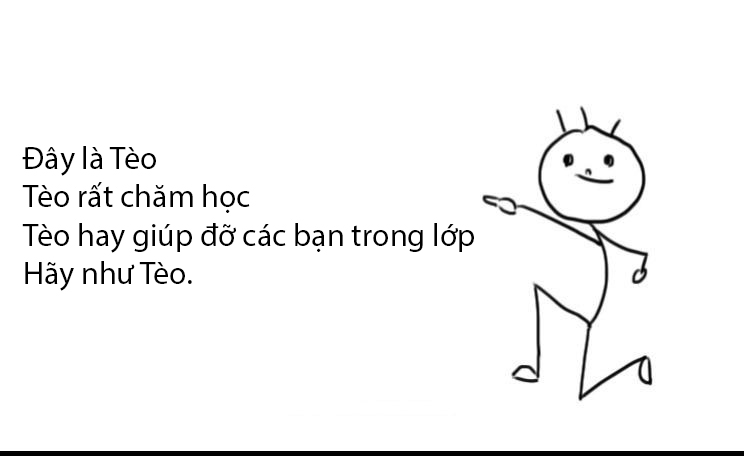 Đây là Tèo
Tèo rất chăm học
Tèo hay giúp đỡ các bạn trong lớp
Hãy như Tèo.